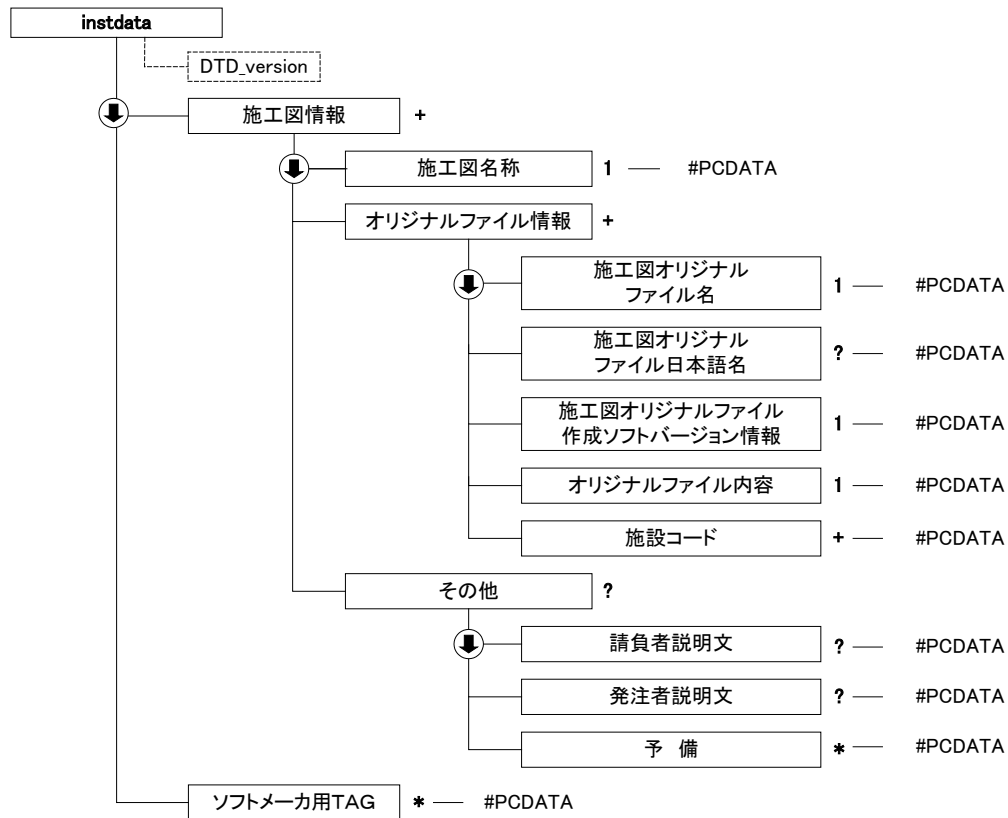 instdata
DTD_version
施工図情報 +
施工図名称 1 #PCDATA
オリジナルファイル情報 +
施工図オリジナル
ファイル名 1 #PCDATA
施工図オリジナル
ファイル日本語名 ? #PCDATA
施工図オリジナルファイル
作成ソフトバージョン情報 1 #PCDATA
オリジナルファイル内容 1 #PCDATA
施設コード + #PCDATA
その他 ?
請負者説明文 ? #PCDATA
発注者説明文 ? #PCDATA
予 備 * #PCDATA
ソフトメーカ用TAG * #PCDATA